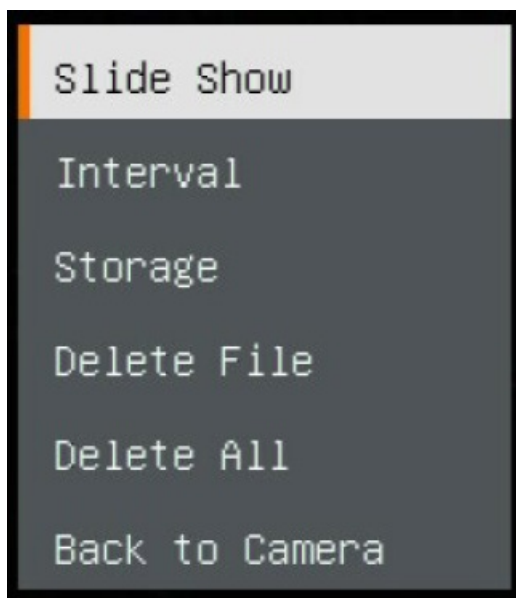 Slide Show
Interval
Storage
Delete File
Delete All
Back to Camera